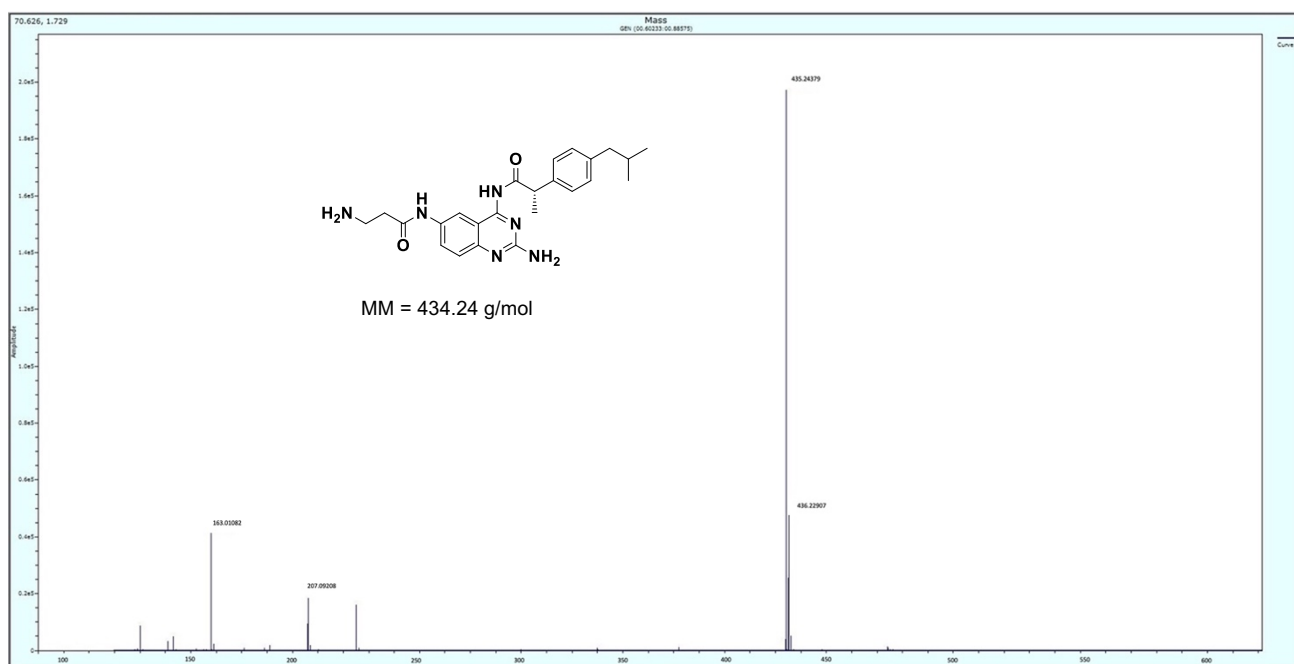 70.626, 1.729
Mass
GEN (00.60233:00.88575)
Curve
2.0e5
1.8e5
1.6e5
1.4e5
1.2e5
1.0e5
0.8e5
0.6e5
0.4e5
0.2e5
0
Amplitude
435.24379
436.22907
163.01082
207.09208
O
HN
H
H2N
N
O
N
N
NH2
MM = 434.24 g/mol
100
150
200
250
300
350
400
450
500
550
600